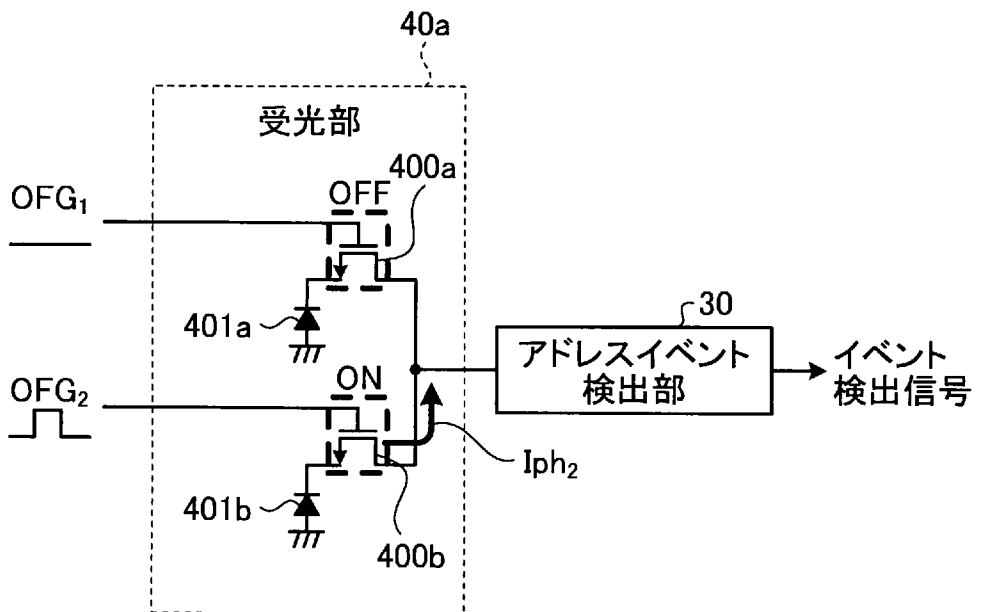 40a
受光部
400a
OFG₁
OFF
401a
30
アドレスイベント
検出部
イベント
検出信号
OFG₂
ON
Iph₂
401b
400b